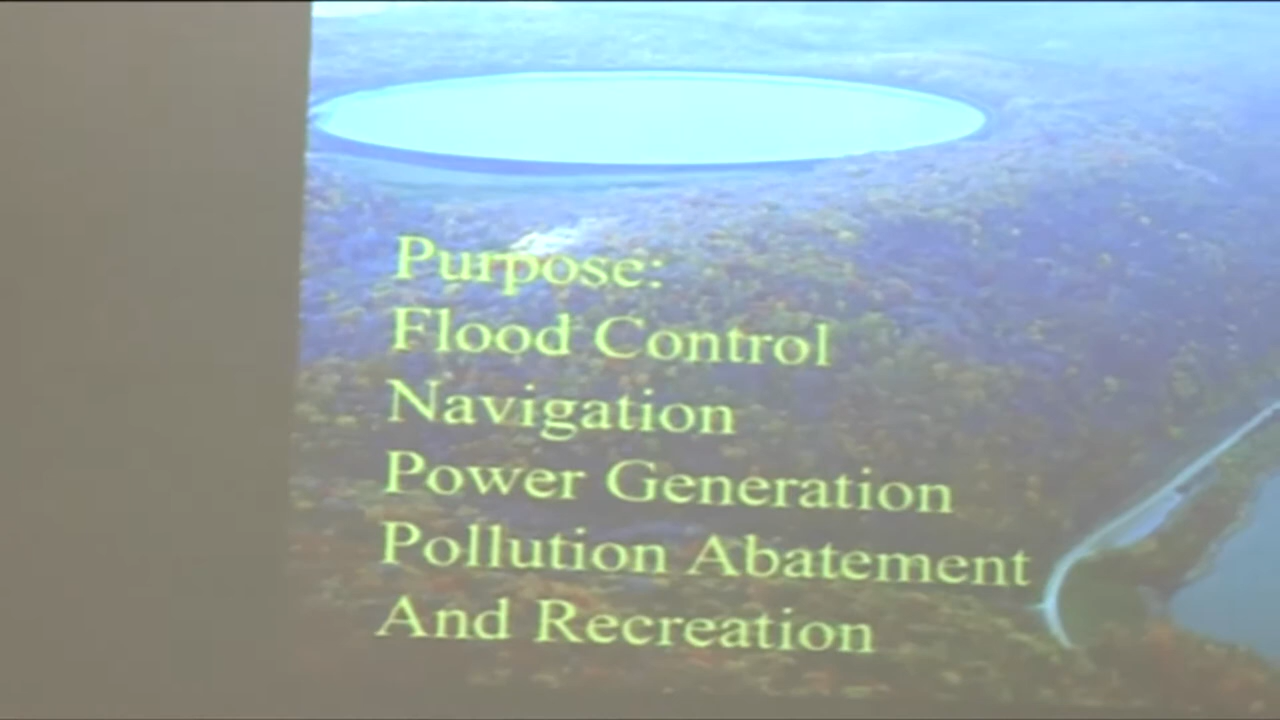 Purpose:
Flood Control
Navigation
Power Generation
Pollution Abatement
And Recreation